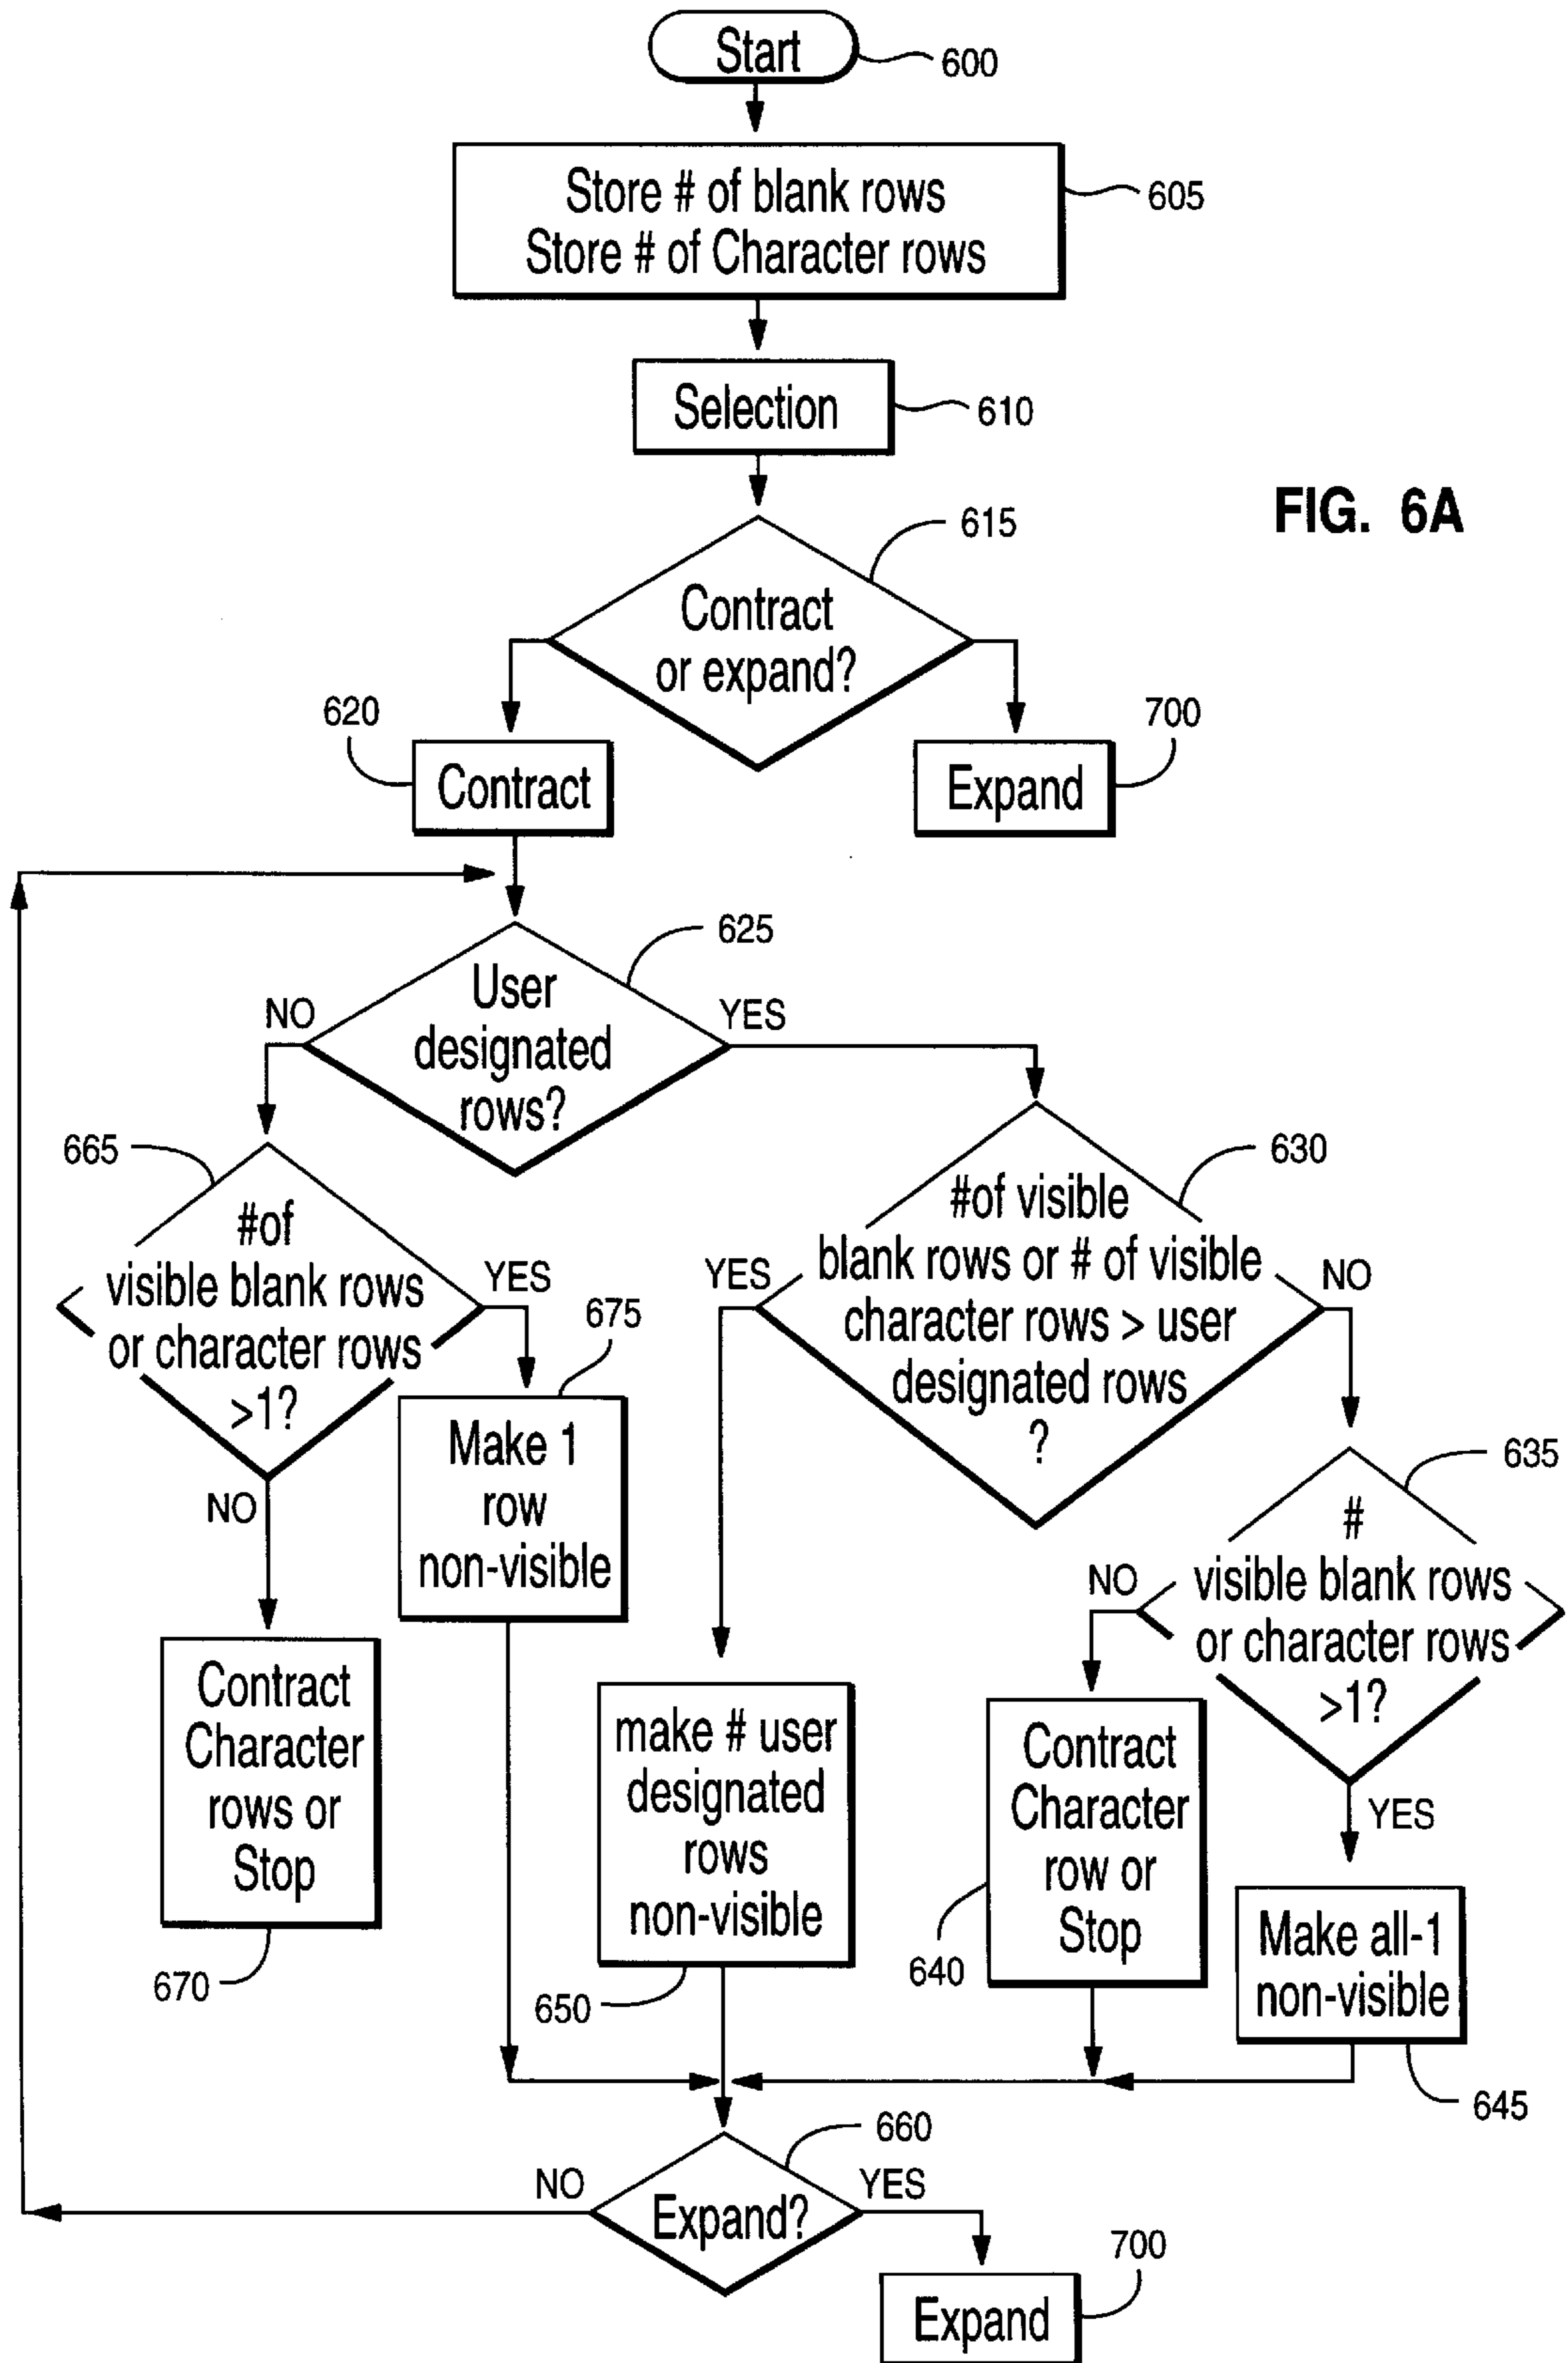 Start
600
Store # of blank rows
Store # of Character rows
605
Selection
610
FIG. 6A
615
Contract
or expand?
620
Contract
700
Expand
625
User
designated
rows?
NO
YES
665
#of
visible blank rows
or character rows
>1?
YES
NO
630
#of visible
blank rows or # of visible
character rows > user
designated rows
?
YES
NO
675
Make 1
row
non-visible
635
#
visible blank rows
or character rows
>1?
NO
YES
Contract
Character
rows or
Stop
670
make # user
designated
rows
non-visible
650
Contract
Character
row or
Stop
640
Make all-1
non-visible
645
660
Expand?
NO
YES
700
Expand